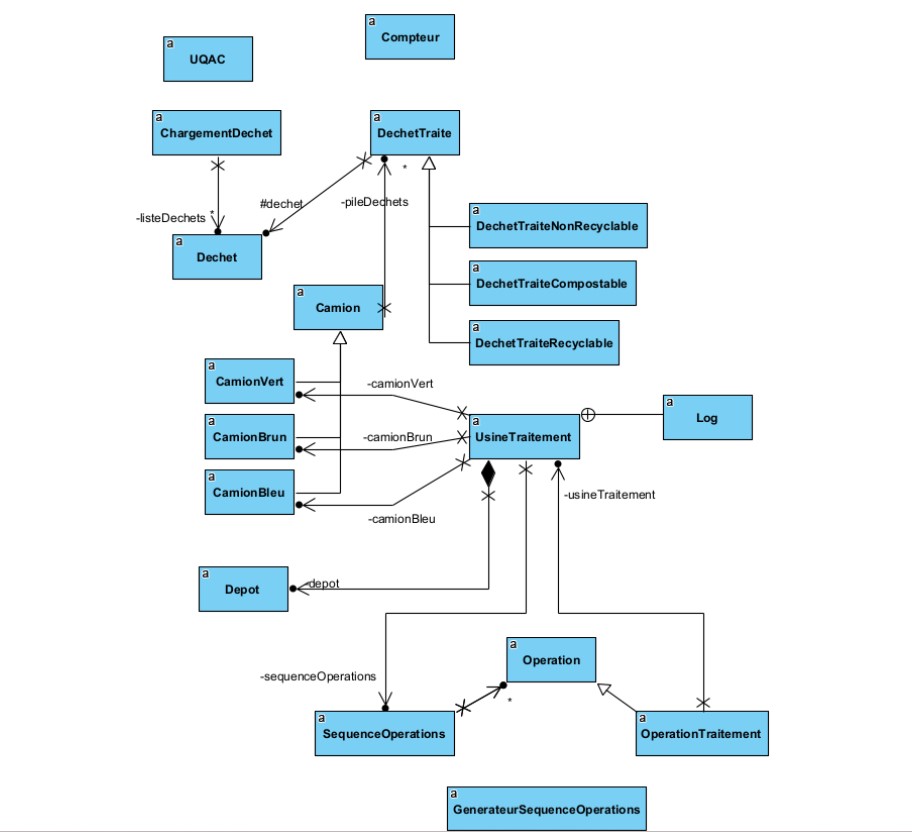 a
Compteur
a
UQAC
a
ChargementDechet
a
DechetTraite
*
#dechet
-pileDechets
-listeDechets *
a
DechetTraiteNonRecyclable
a
Dechet
a
DechetTraiteCompostable
a
Camion
a
DechetTraiteRecyclable
a
CamionVert
-camionVert
a
Log
a
CamionBrun
-camionBrun
a
UsineTraitement
a
CamionBleu
-usineTraitement
-camionBleu
a
Depot
-depot
a
Operation
-sequenceOperations
*
a
SequenceOperations
a
OperationTraitement
a
GenerateurSequenceOperations